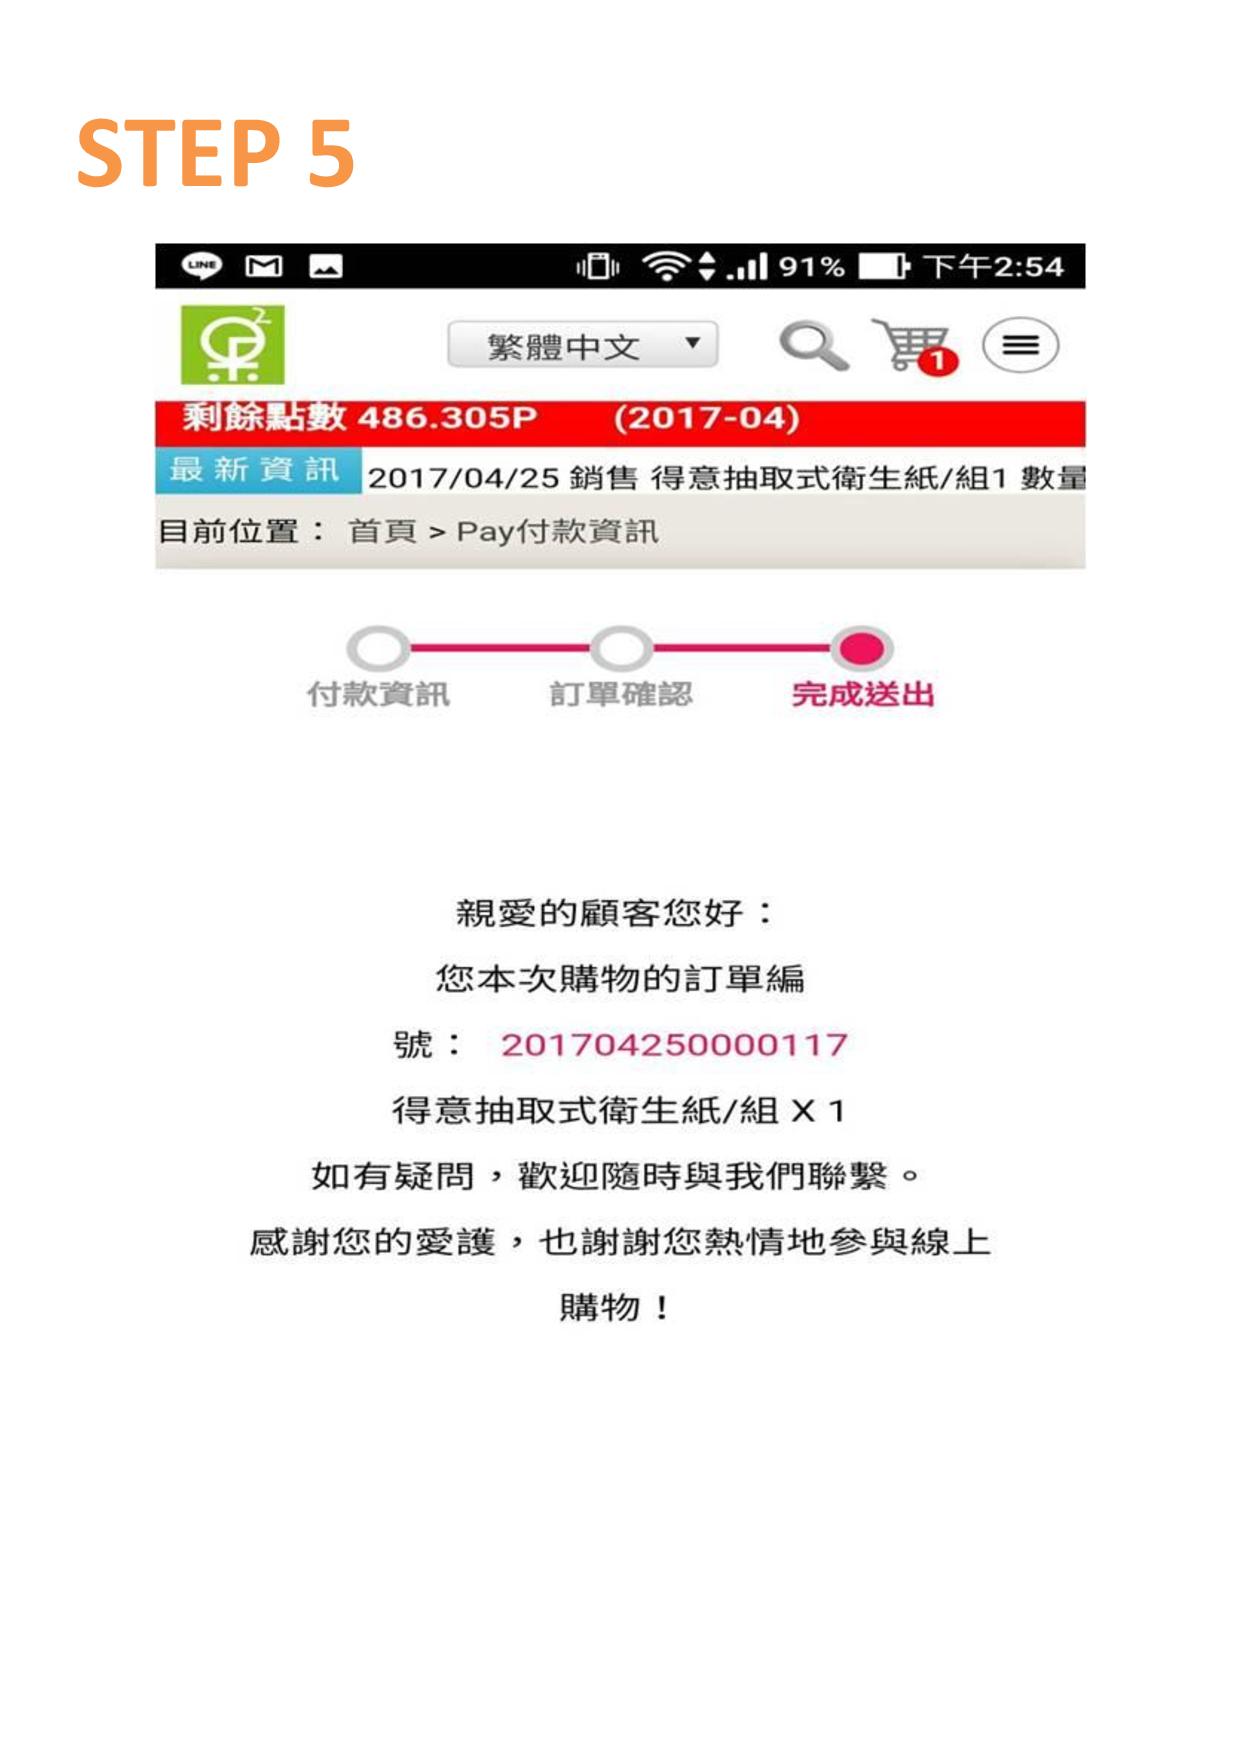 STEP 5
LINE 91% 下午2:54
2
繁體中文 ▼ 1
剩餘點數 486.305P (2017-04)
最新資訊 2017/04/25 銷售 得意抽取式衛生紙/組1 數量
目前位置： 首頁 > Pay付款資訊
付款資訊 訂單確認 完成送出
親愛的顧客您好：
您本次購物的訂單編
號： 201704250000117
得意抽取式衛生紙/組 X 1
如有疑問，歡迎隨時與我們聯繫。
感謝您的愛護，也謝謝您熱情地參與線上
購物！